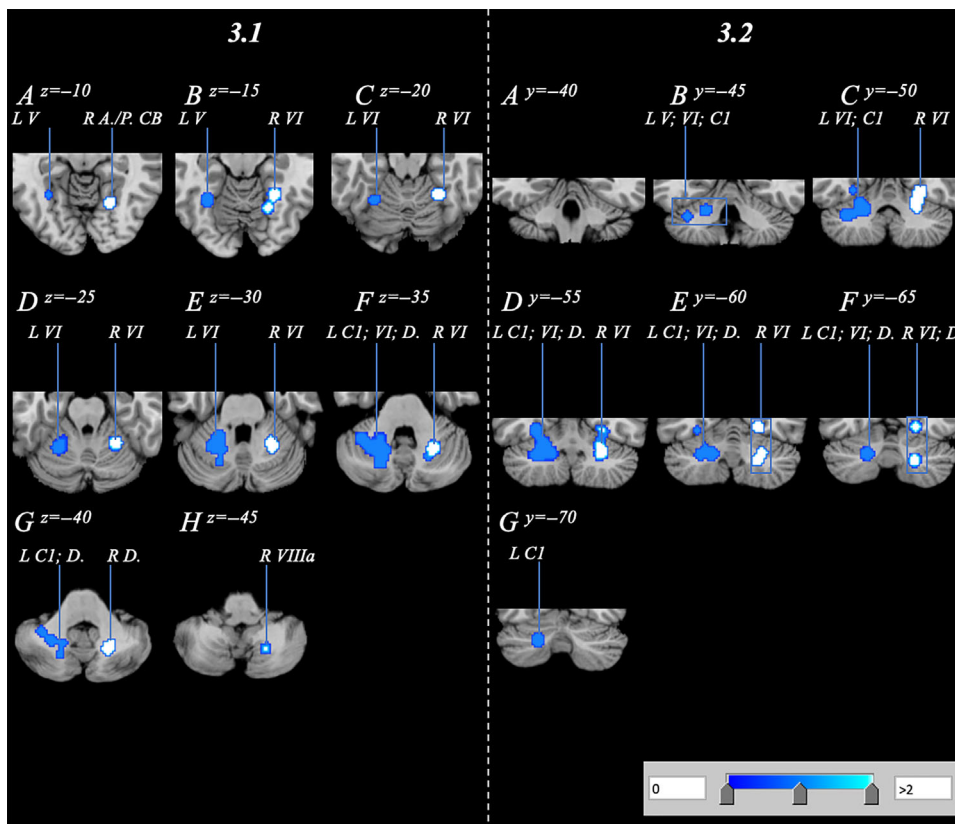 3.1
A z=−10
L V R A./P. CB
B z=−15
L V R VI
C z=−20
L VI R VI
D z=−25
L VI R VI
E z=−30
L VI R VI
F z=−35
L C1; VI; D. R VI
G z=−40
L C1; D. R D.
H z=−45
R VIIIa
3.2
A y=−40
B y=−45
L V; VI; C1
C y=−50
L VI; C1 R VI
D y=−55
L C1; VI; D. R VI
E y=−60
L C1; VI; D. R VI
F y=−65
L C1; VI; D. R VI; D
G y=−70
L C1
0 >2